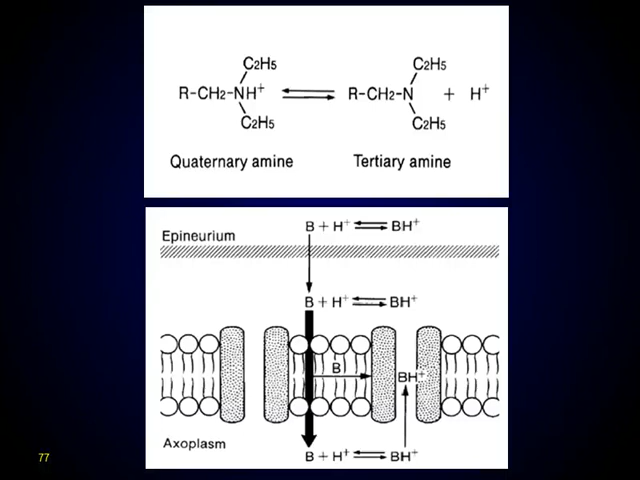 C2H5 C2H5
R-CH2-NH+ ⇌ R-CH2-N + H+
C2H5 C2H5
Quaternary amine Tertiary amine
B + H+ ⇌ BH+
Epineurium
B + H+ ⇌ BH+
B
BH+
Axoplasm
B + H+ ⇌ BH+
77